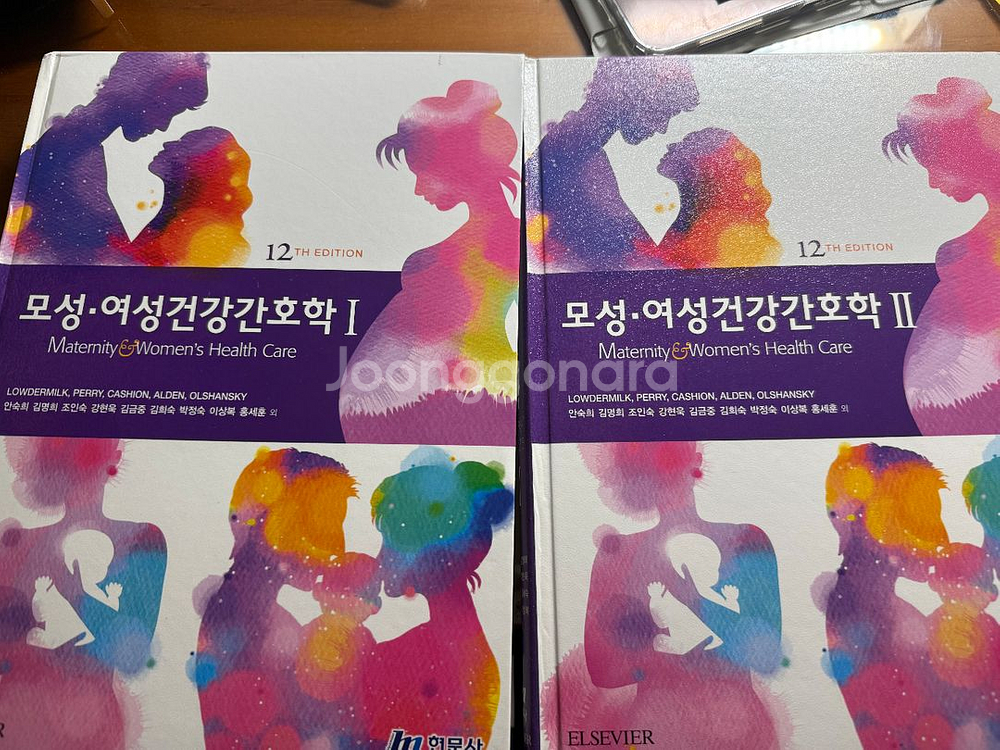 12TH EDITION
모성·여성건강간호학 I
Maternity & Women's Health Care
LOWDERMILK, PERRY, CASHION, ALDEN, OLSHANSKY
안숙희 김명희 조인숙 강현욱 김금중 김희숙 박정숙 이상복 홍세훈 외
현문사
12TH EDITION
모성·여성건강간호학 II
Maternity & Women's Health Care
LOWDERMILK, PERRY, CASHION, ALDEN, OLSHANSKY
안숙희 김명희 조인숙 강현욱 김금중 김희숙 박정숙 이상복 홍세훈 외
ELSEVIER
Joonggonara